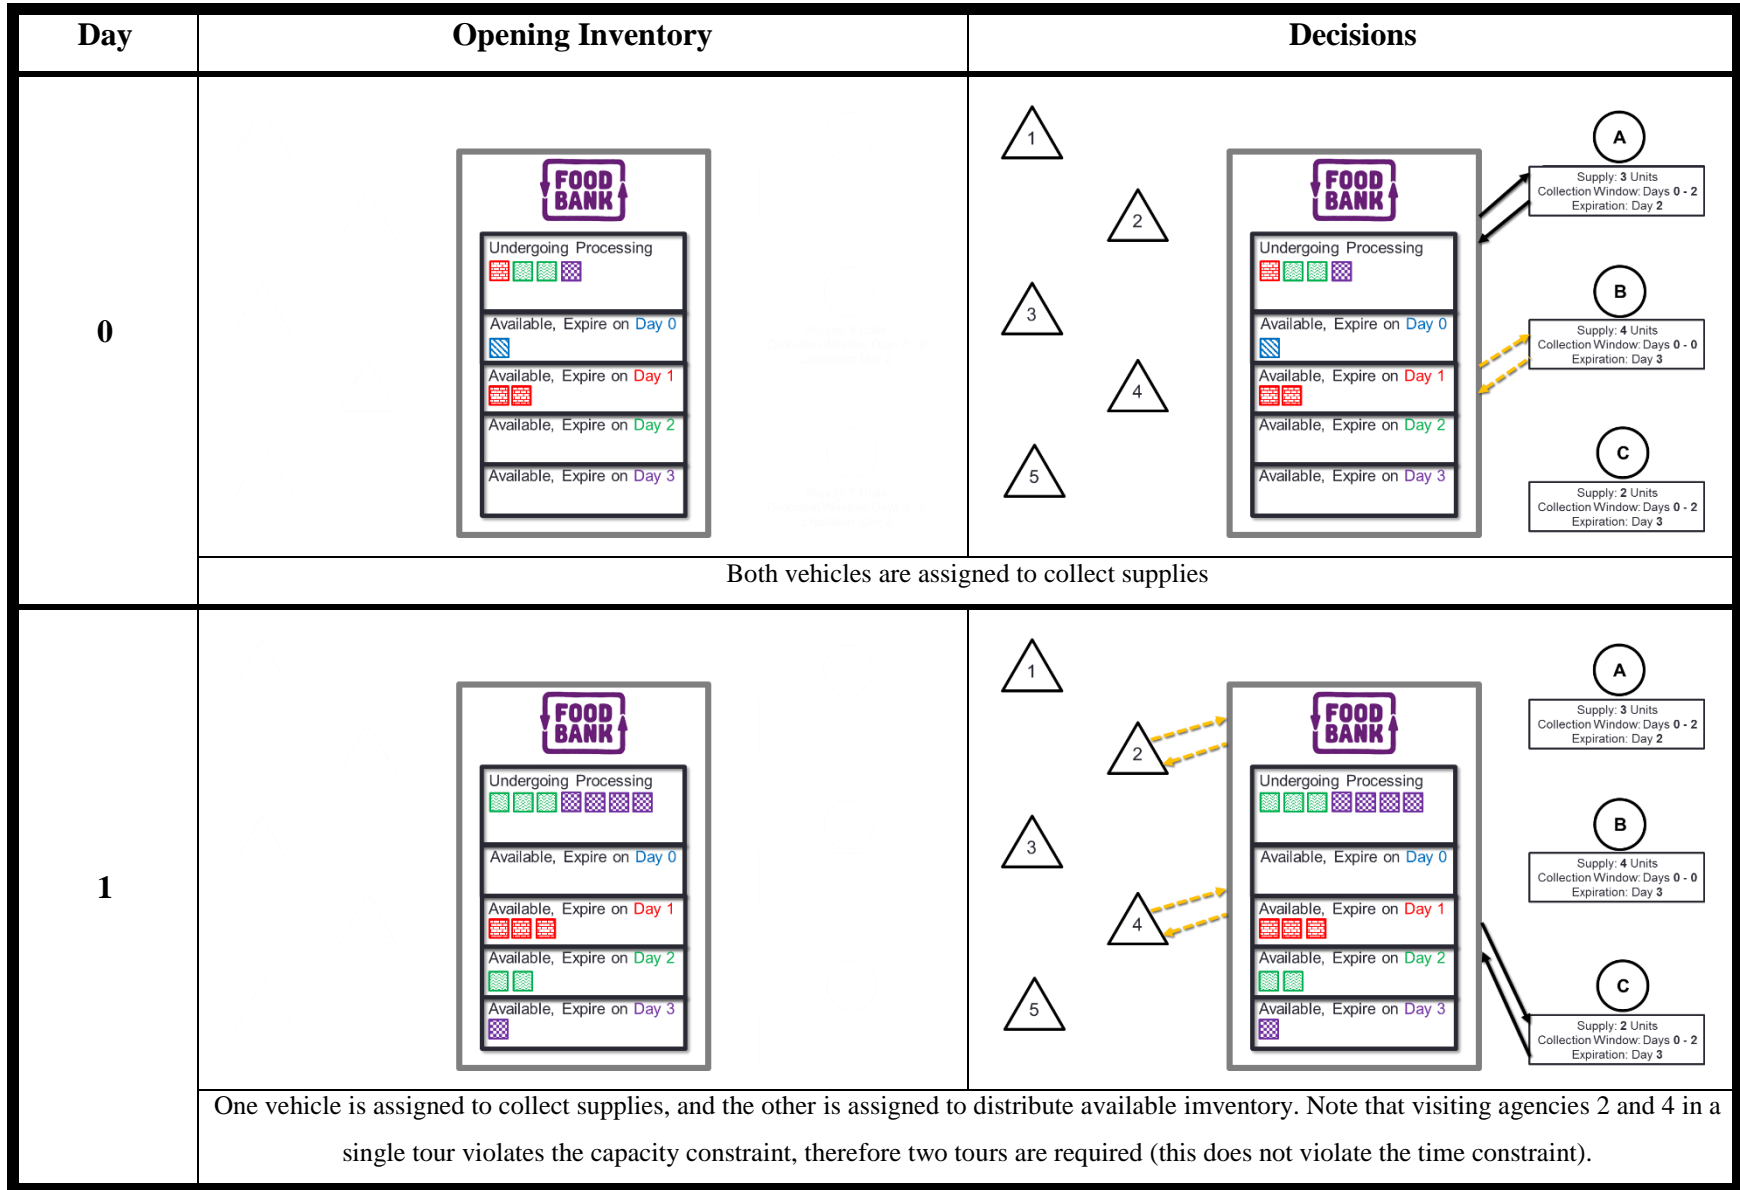 Day
Opening Inventory
Decisions
0
FOOD
BANK
Undergoing Processing
Available, Expire on Day 0
Available, Expire on Day 1
Available, Expire on Day 2
Available, Expire on Day 3
1
2
3
4
5
FOOD
BANK
Undergoing Processing
Available, Expire on Day 0
Available, Expire on Day 1
Available, Expire on Day 2
Available, Expire on Day 3
A
Supply: 3 Units
Collection Window: Days 0 - 2
Expiration: Day 2
B
Supply: 4 Units
Collection Window: Days 0 - 0
Expiration: Day 3
C
Supply: 2 Units
Collection Window: Days 0 - 2
Expiration: Day 3
Both vehicles are assigned to collect supplies
1
FOOD
BANK
Undergoing Processing
Available, Expire on Day 0
Available, Expire on Day 1
Available, Expire on Day 2
Available, Expire on Day 3
1
2
3
4
5
FOOD
BANK
Undergoing Processing
Available, Expire on Day 0
Available, Expire on Day 1
Available, Expire on Day 2
Available, Expire on Day 3
A
Supply: 3 Units
Collection Window: Days 0 - 2
Expiration: Day 2
B
Supply: 4 Units
Collection Window: Days 0 - 0
Expiration: Day 3
C
Supply: 2 Units
Collection Window: Days 0 - 2
Expiration: Day 3
One vehicle is assigned to collect supplies, and the other is assigned to distribute available imventory. Note that visiting agencies 2 and 4 in a
single tour violates the capacity constraint, therefore two tours are required (this does not violate the time constraint).